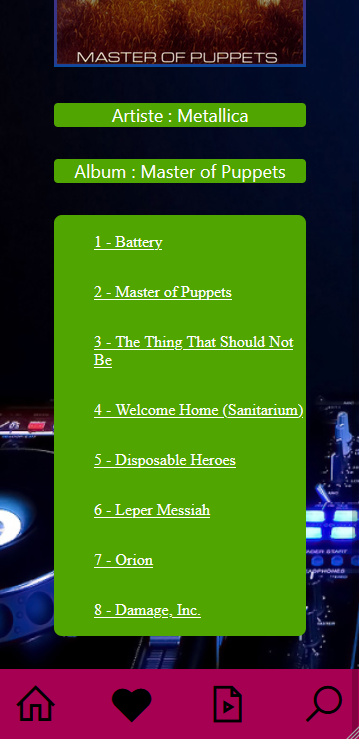 MASTER OF PUPPETS
Artiste : Metallica
Album : Master of Puppets
1 - Battery
2 - Master of Puppets
3 - The Thing That Should Not
Be
4 - Welcome Home (Sanitarium)
5 - Disposable Heroes
6 - Leper Messiah
7 - Orion
8 - Damage, Inc.